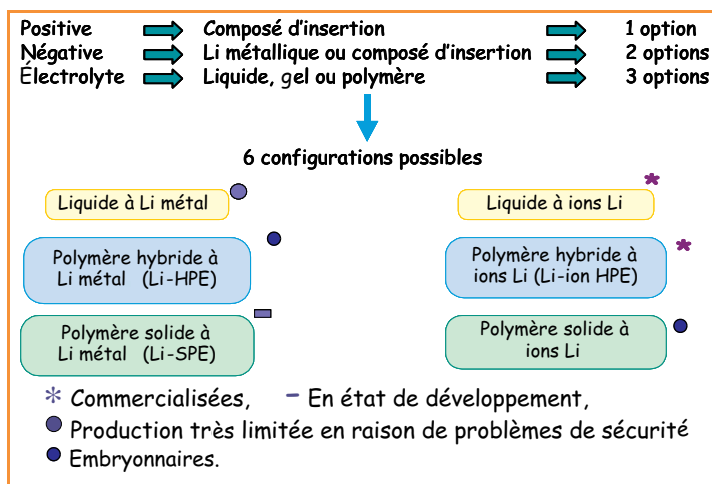 Positive Composé d'insertion 1 option
Négative Li métallique ou composé d'insertion 2 options
Électrolyte Liquide, gel ou polymère 3 options
6 configurations possibles
Liquide à Li métal
Liquide à ions Li
Polymère hybride à
Li métal (Li-HPE)
Polymère hybride à
ions Li (Li-ion HPE)
Polymère solide à
Li métal (Li-SPE)
Polymère solide à
ions Li
* Commercialisées, - En état de développement,
Production très limitée en raison de problèmes de sécurité
Embryonnaires.